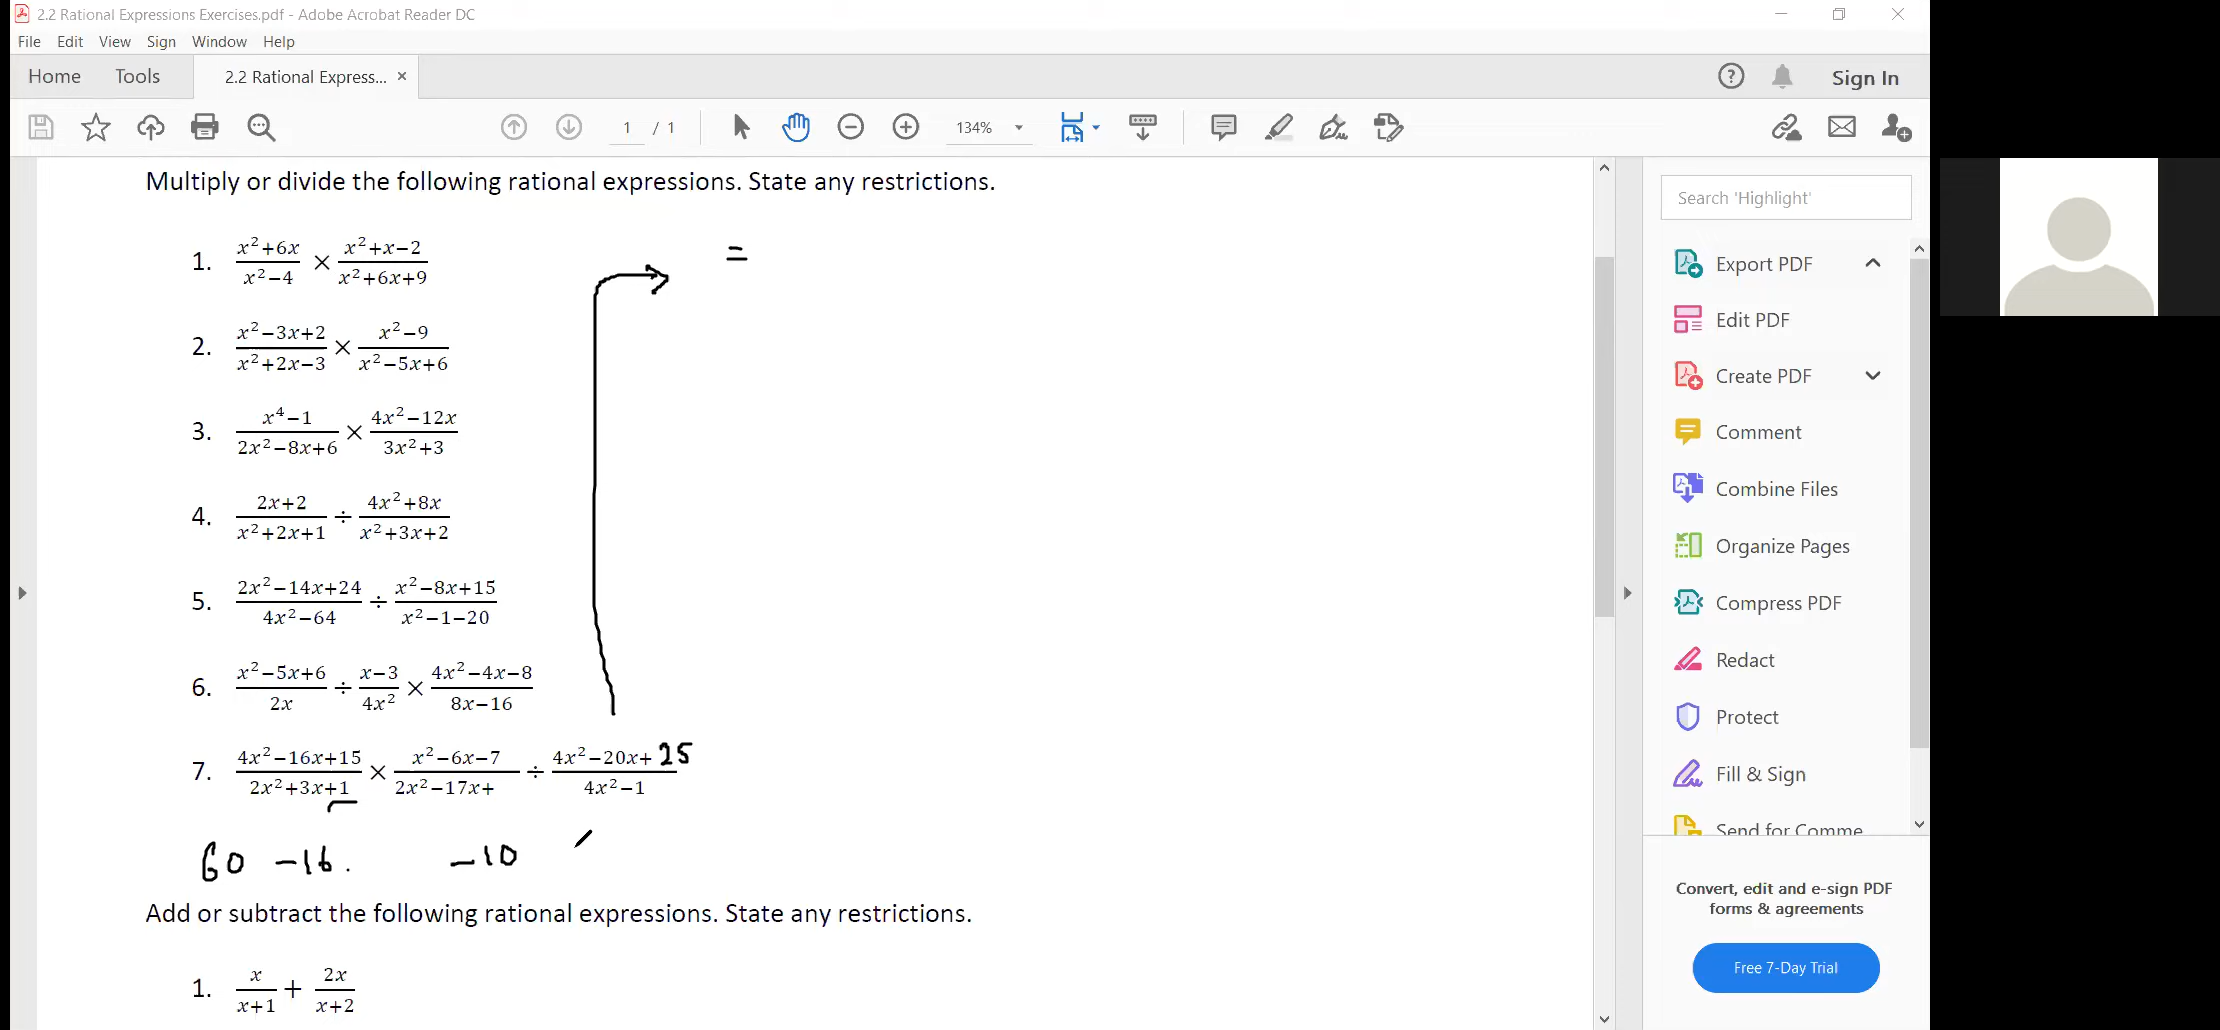 2.2 Rational Expressions Exercises.pdf - Adobe Acrobat Reader DC
File Edit View Sign Window Help
Home Tools 2.2 Rational Express... × Sign In
1 / 1 134%
Multiply or divide the following rational expressions. State any restrictions.
=
1. (x²+6x)/(x²−4) × (x²+x−2)/(x²+6x+9)
2. (x²−3x+2)/(x²+2x−3) × (x²−9)/(x²−5x+6)
3. (x⁴−1)/(2x²−8x+6) × (4x²−12x)/(3x²+3)
4. (2x+2)/(x²+2x+1) ÷ (4x²+8x)/(x²+3x+2)
5. (2x²−14x+24)/(4x²−64) ÷ (x²−8x+15)/(x²−1−20)
6. (x²−5x+6)/(2x) ÷ (x−3)/(4x²) × (4x²−4x−8)/(8x−16)
7. (4x²−16x+15)/(2x²+3x+1) × (x²−6x−7)/(2x²−17x+) ÷ (4x²−20x+25)/(4x²−1)
60 −16. −10
Add or subtract the following rational expressions. State any restrictions.
1. x/(x+1) + 2x/(x+2)
Search 'Highlight'
Export PDF
Edit PDF
Create PDF
Comment
Combine Files
Organize Pages
Compress PDF
Redact
Protect
Fill & Sign
Send for Comme
Convert, edit and e-sign PDF
forms & agreements
Free 7-Day Trial